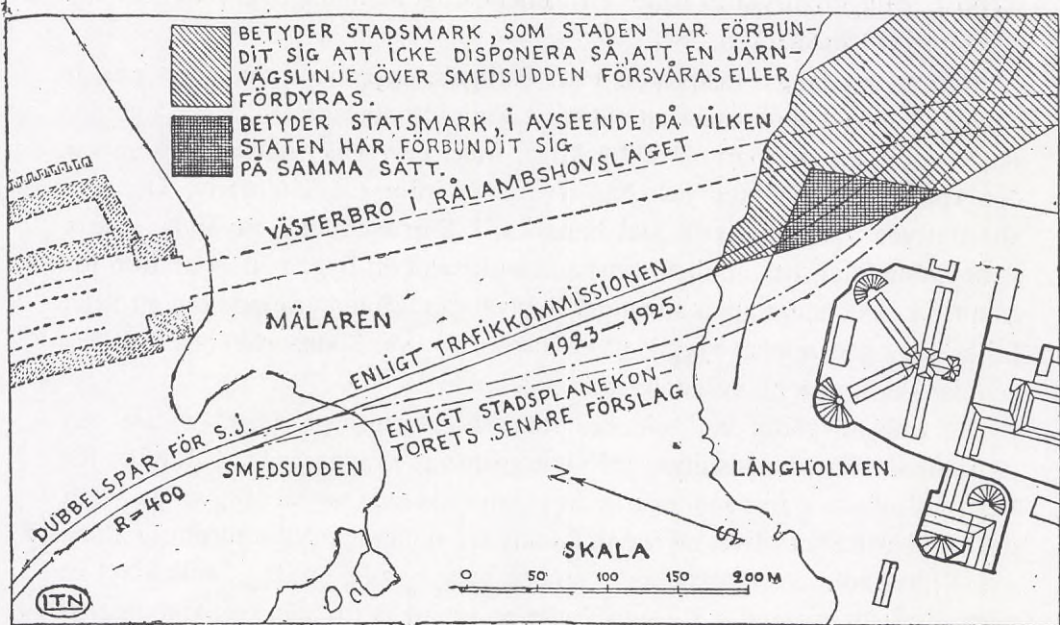 BETYDER STADSMARK, SOM STADEN HAR FÖRBUN-
DIT SIG ATT ICKE DISPONERA SÅ, ATT EN JÄRN-
VÄGSLINJE ÖVER SMEDSUDDEN FÖRSVÅRAS ELLER
FÖRDYRAS.
BETYDER STATSMARK, I AVSEENDE PÅ VILKEN
STATEN HAR FÖRBUNDIT SIG
PÅ SAMMA SÄTT.
VÄSTERBRO I RÅLAMBSHOVSLÄGET
MÄLAREN
ENLIGT TRAFIKKOMMISSIONEN
1923—1925
ENLIGT STADSPLANEKON-
TORETS SENARE FÖRSLAG
DUBBELSPÅR FÖR S.J.
R=400
SMEDSUDDEN
LÅNGHOLMEN
N
S
SKALA
0 50 100 150 200 M
ITN